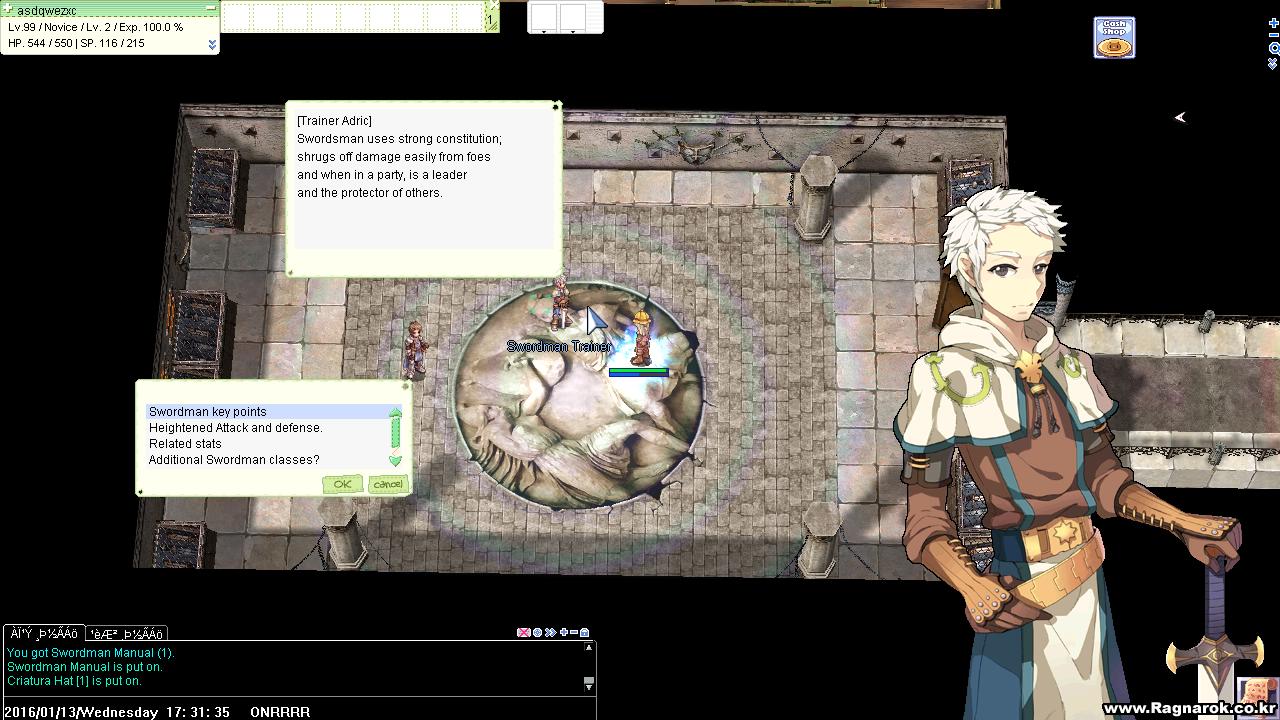 asdqwezxc
Lv.99 / Novice / Lv. 2 / Exp. 100.0 %
HP. 544 / 550 | SP. 116 / 215
1
Cash
Shop
[Trainer Adric]
Swordsman uses strong constitution;
shrugs off damage easily from foes
and when in a party, is a leader
and the protector of others.
Swordman Trainer
Swordman key points
Heightened Attack and defense.
Related stats
Additional Swordman classes?
OK
cancel
You got Swordman Manual (1).
Swordman Manual is put on.
Criatura Hat [1] is put on.
2016/01/13/Wednesday 17:31:35 ONRRRR
www.Ragnarok.co.kr